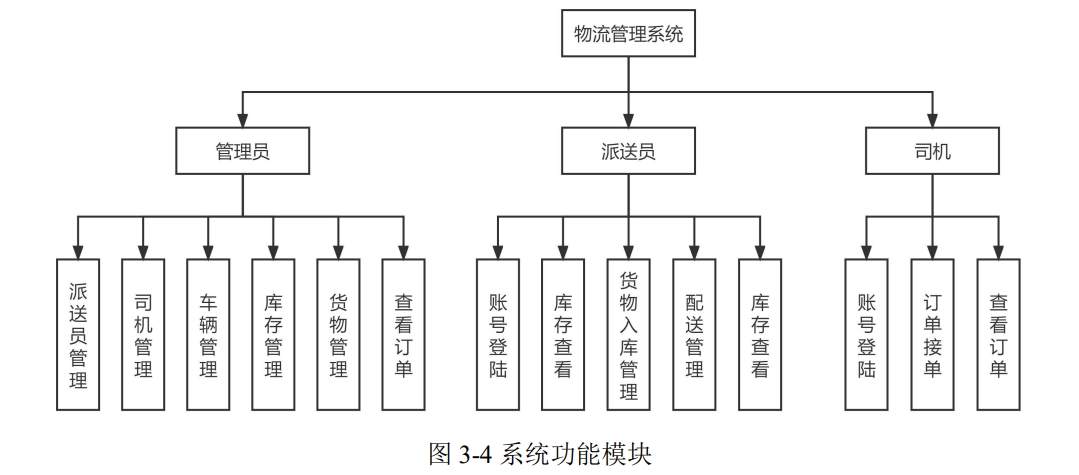 物流管理系统
管理员
派送员
司机
派送员管理
司机管理
车辆管理
库存管理
货物管理
查看订单
账号登陆
库存查看
货物入库管理
配送管理
库存查看
账号登陆
订单接单
查看订单
图 3-4 系统功能模块